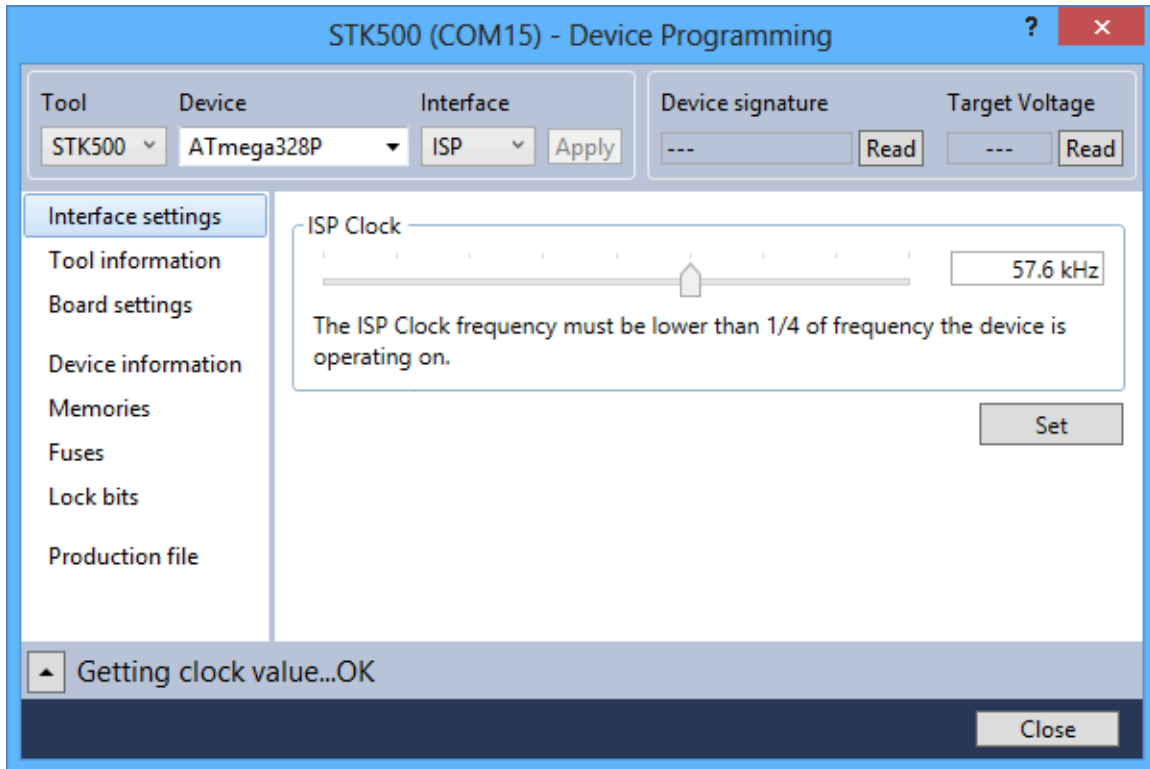 STK500 (COM15) - Device Programming
?
×
Tool Device Interface Device signature Target Voltage
STK500 ATmega328P ISP Apply --- Read --- Read
Interface settings
Tool information
Board settings
Device information
Memories
Fuses
Lock bits
Production file
ISP Clock
57.6 kHz
The ISP Clock frequency must be lower than 1/4 of frequency the device is
operating on.
Set
Getting clock value...OK
Close